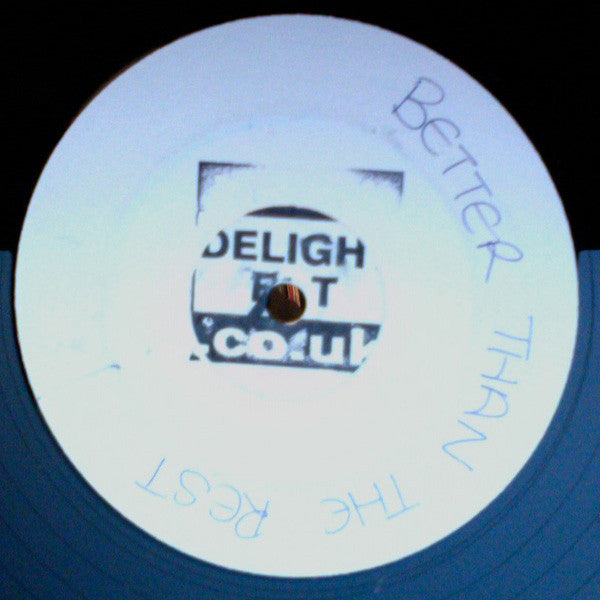 BETTER THAN THE REST
DELIGH
.co.uk